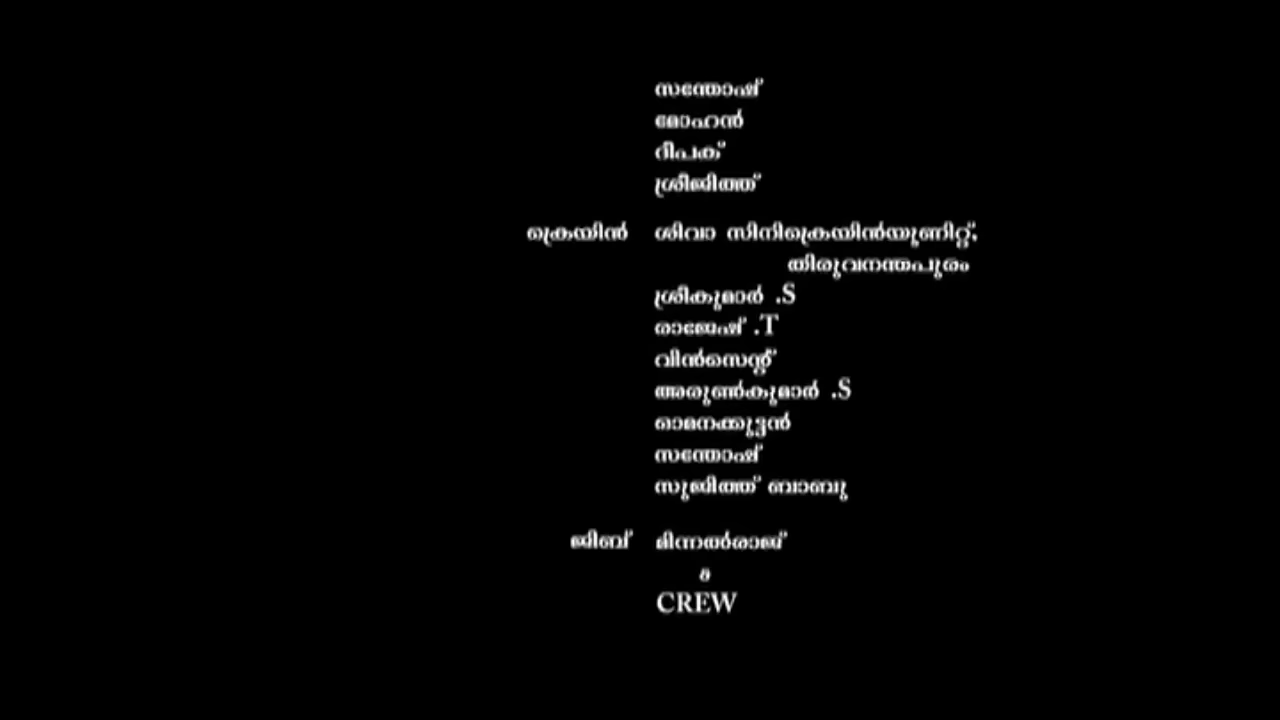 സന്തോഷ്
മോഹൻ
ദീപക്
ശ്രീജിത്ത്
ക്രെയിൻ ശിവാ സിനിക്രെയിൻയൂണിറ്റ്,
തിരുവനന്തപുരം
ശ്രീകുമാർ .S
രാജേഷ് .T
വിൻസെന്റ്
അരുൺകുമാർ .S
ഓമനക്കുട്ടൻ
സന്തോഷ്
സുജിത്ത് ബാബു
ജിബ് മിന്നൽരാജ്
&
CREW